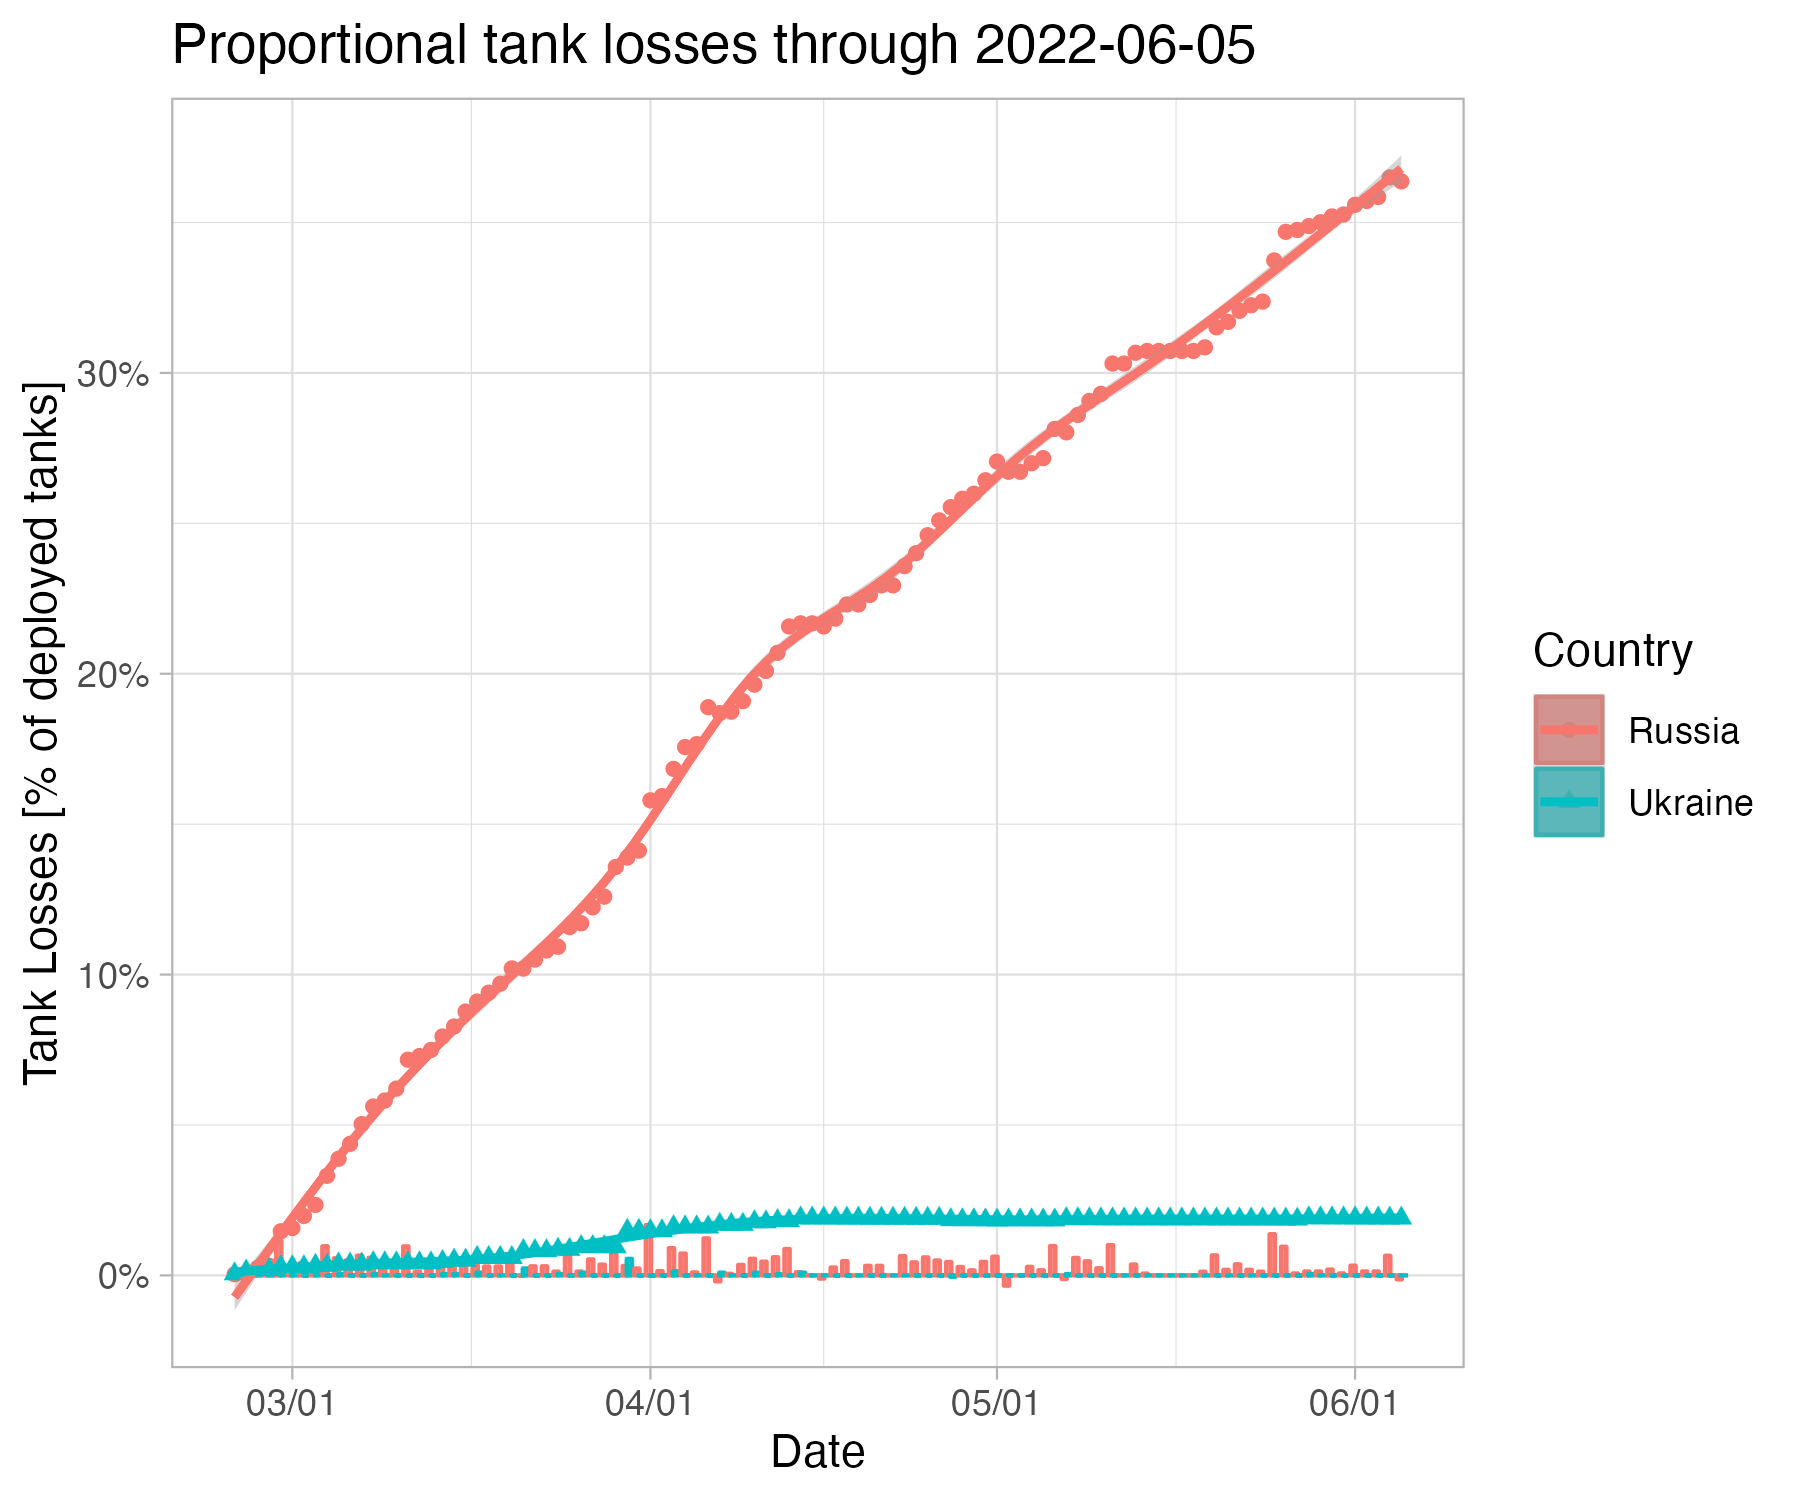 Proportional tank losses through 2022-06-05
Tank Losses [% of deployed tanks]
30%
20%
10%
0%
03/01
04/01
05/01
06/01
Date
Country
Russia
Ukraine